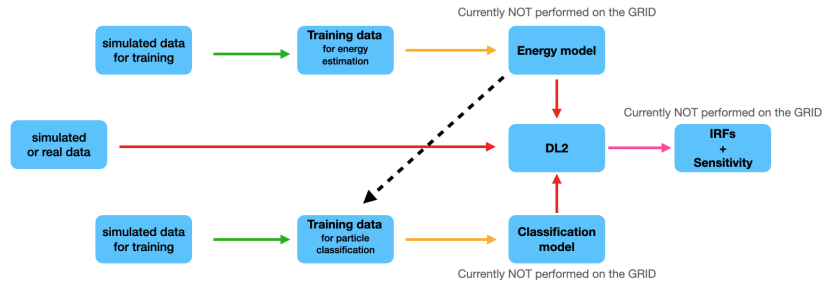 Currently NOT performed on the GRID
simulated data
for training
Training data
for energy
estimation
Energy model
Currently NOT performed on the GRID
simulated
or real data
DL2
IRFs
+
Sensitivity
simulated data
for training
Training data
for particle
classification
Classification
model
Currently NOT performed on the GRID